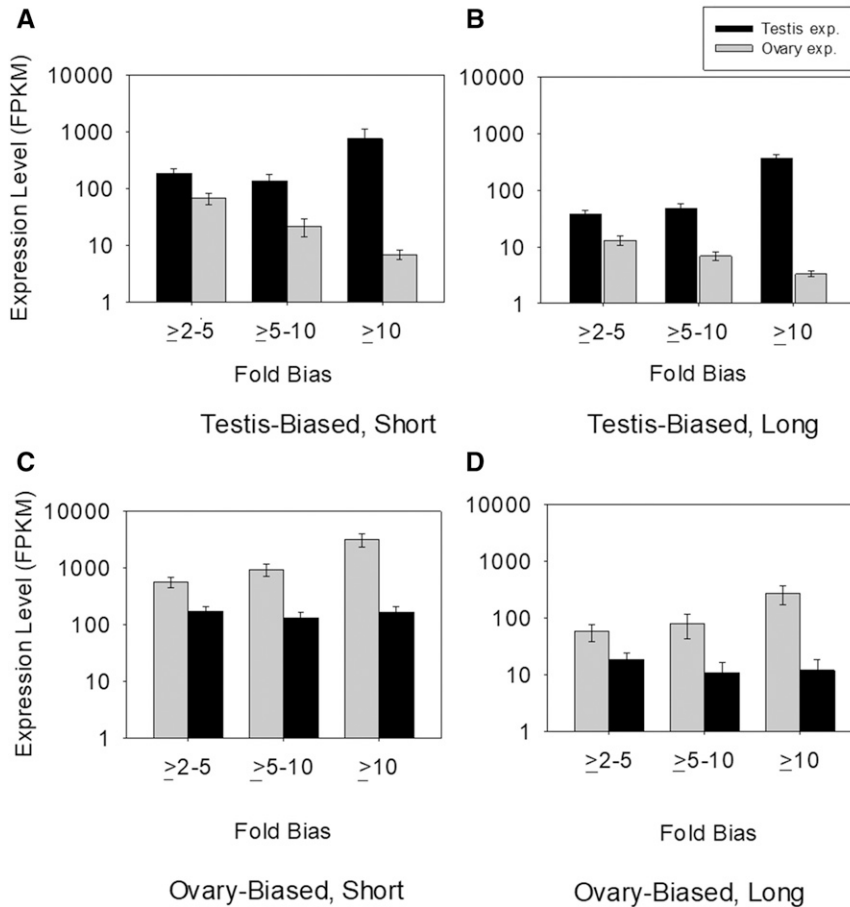 A
B
Testis exp.
Ovary exp.
Expression Level (FPKM)
10000
1000
100
10
1
≥2-5
≥5-10
≥10
Fold Bias
Testis-Biased, Short
10000
1000
100
10
1
≥2-5
≥5-10
≥10
Fold Bias
Testis-Biased, Long
C
D
Expression Level (FPKM)
10000
1000
100
10
1
≥2-5
≥5-10
≥10
Fold Bias
Ovary-Biased, Short
10000
1000
100
10
1
≥2-5
≥5-10
≥10
Fold Bias
Ovary-Biased, Long